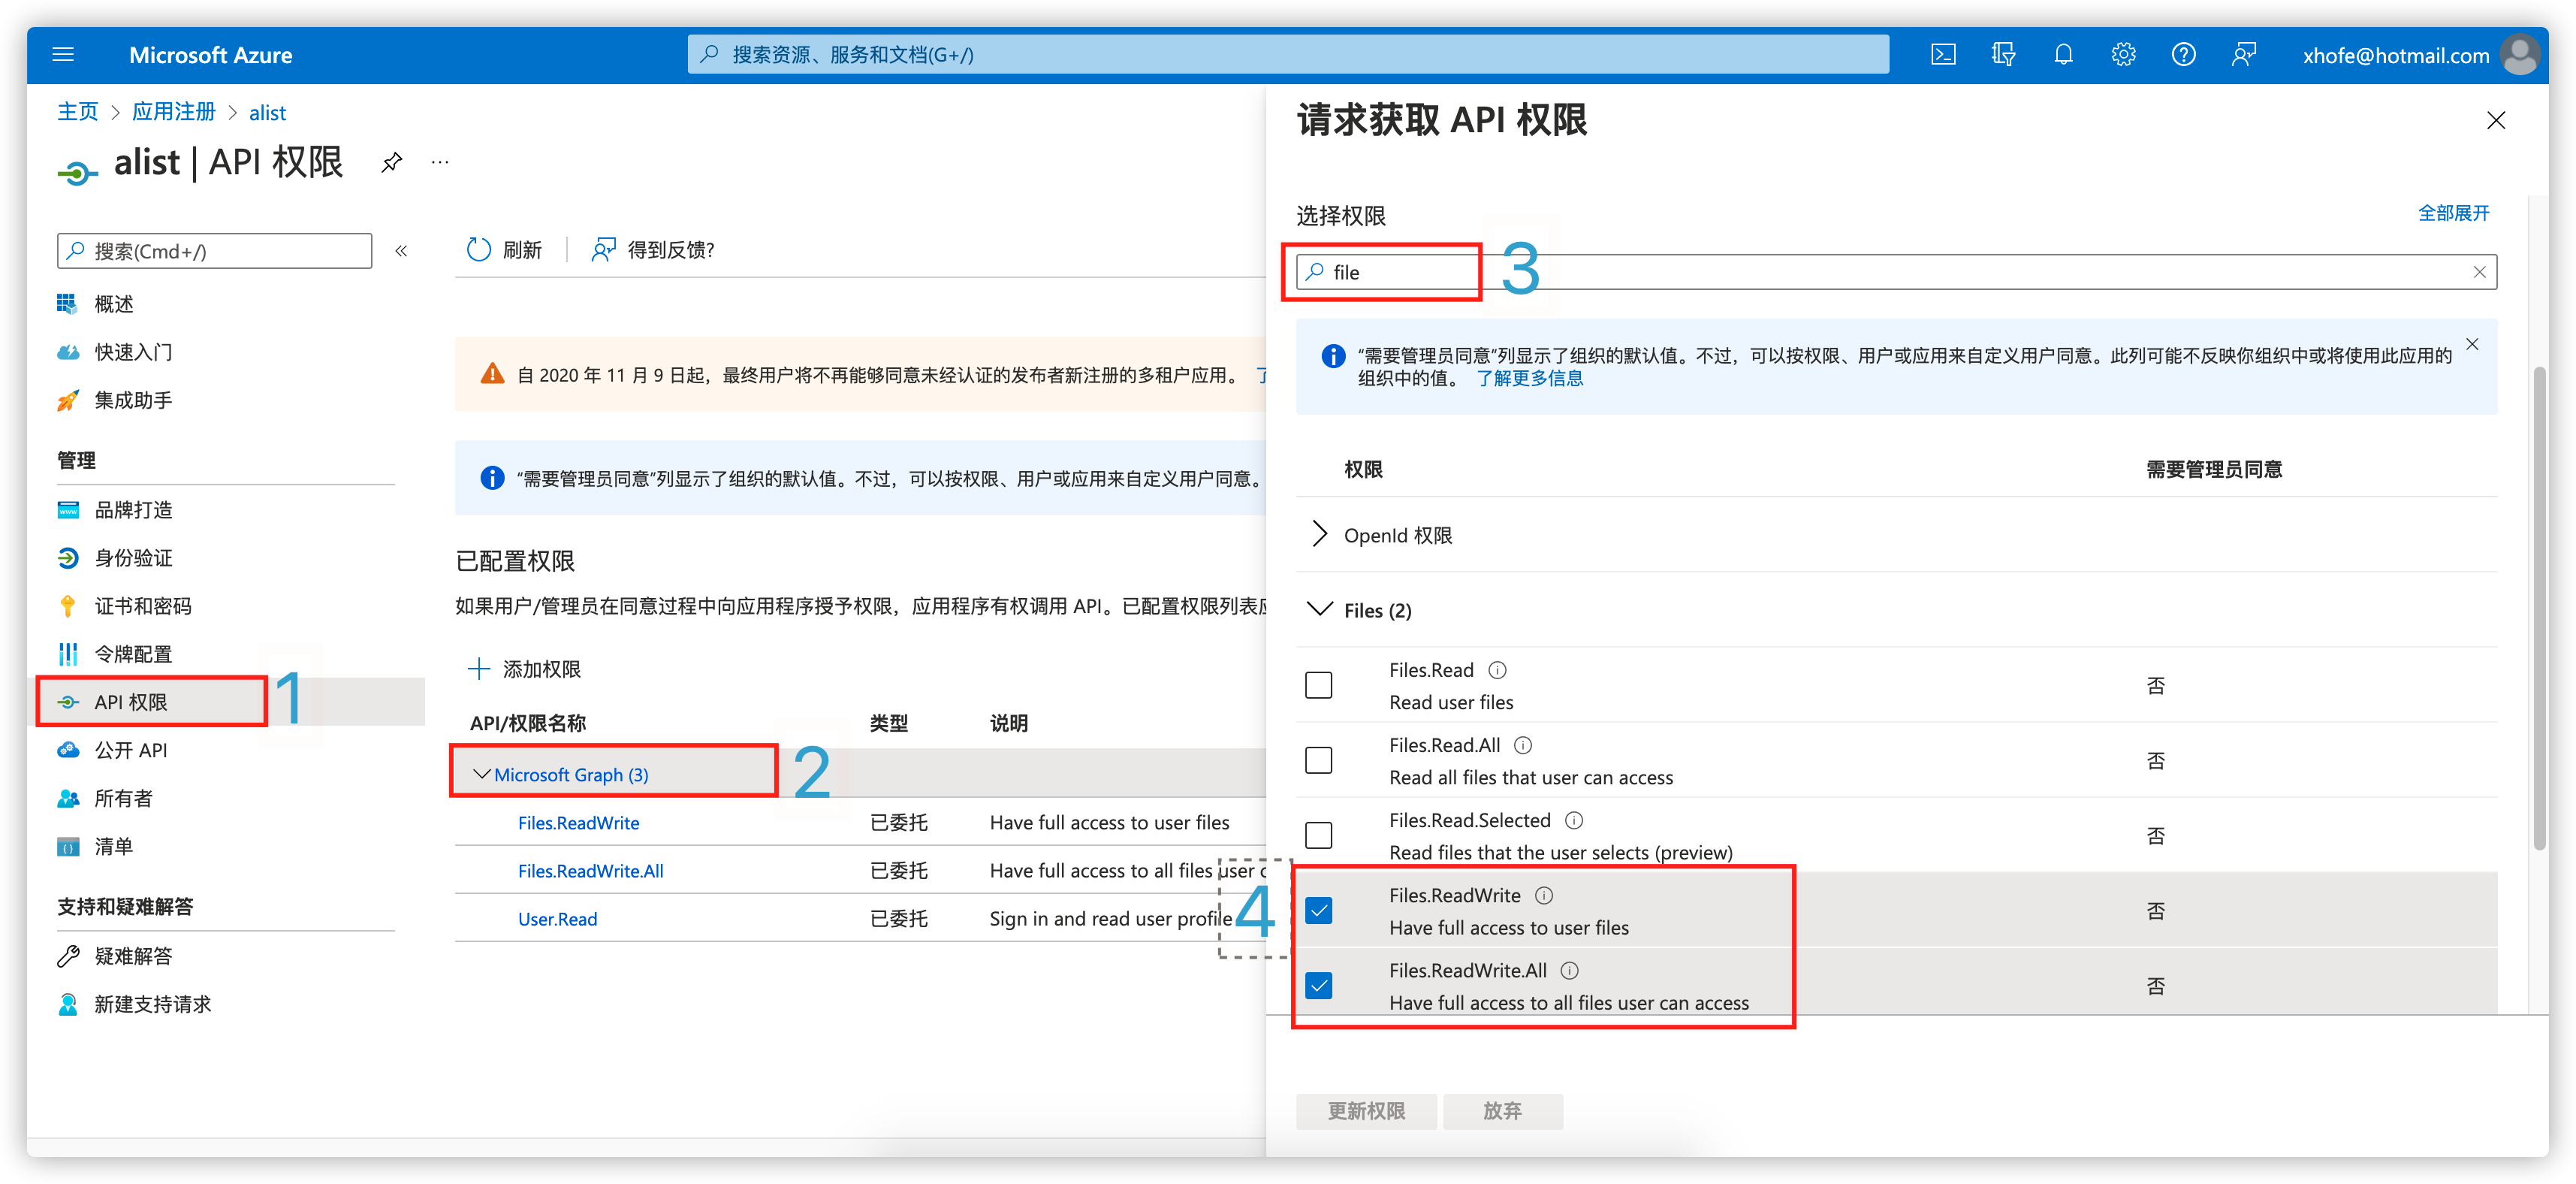 Microsoft Azure
搜索资源、服务和文档(G+/)
xhofe@hotmail.com
主页 > 应用注册 > alist
alist | API 权限
...
搜索(Cmd+/)
«
概述
快速入门
集成助手
管理
品牌打造
身份验证
证书和密码
令牌配置
API 权限
1
公开 API
所有者
清单
支持和疑难解答
疑难解答
新建支持请求
刷新
得到反馈?
自 2020 年 11 月 9 日起，最终用户将不再能够同意未经认证的发布者新注册的多租户应用。
“需要管理员同意”列显示了组织的默认值。不过，可以按权限、用户或应用来自定义用户同意。
已配置权限
如果用户/管理员在同意过程中向应用程序授予权限，应用程序有权调用 API。已配置权限列表
添加权限
API/权限名称 类型 说明
Microsoft Graph (3)
2
Files.ReadWrite 已委托 Have full access to user files
Files.ReadWrite.All 已委托 Have full access to all files user
User.Read 已委托 Sign in and read user profile
请求获取 API 权限
选择权限
全部展开
file
3
“需要管理员同意”列显示了组织的默认值。不过，可以按权限、用户或应用来自定义用户同意。此列可能不反映你组织中或将使用此应用的
组织中的值。 了解更多信息
权限 需要管理员同意
OpenId 权限
Files (2)
Files.Read
Read user files
否
Files.Read.All
Read all files that user can access
否
Files.Read.Selected
Read files that the user selects (preview)
否
4
Files.ReadWrite
Have full access to user files
否
Files.ReadWrite.All
Have full access to all files user can access
否
更新权限 放弃